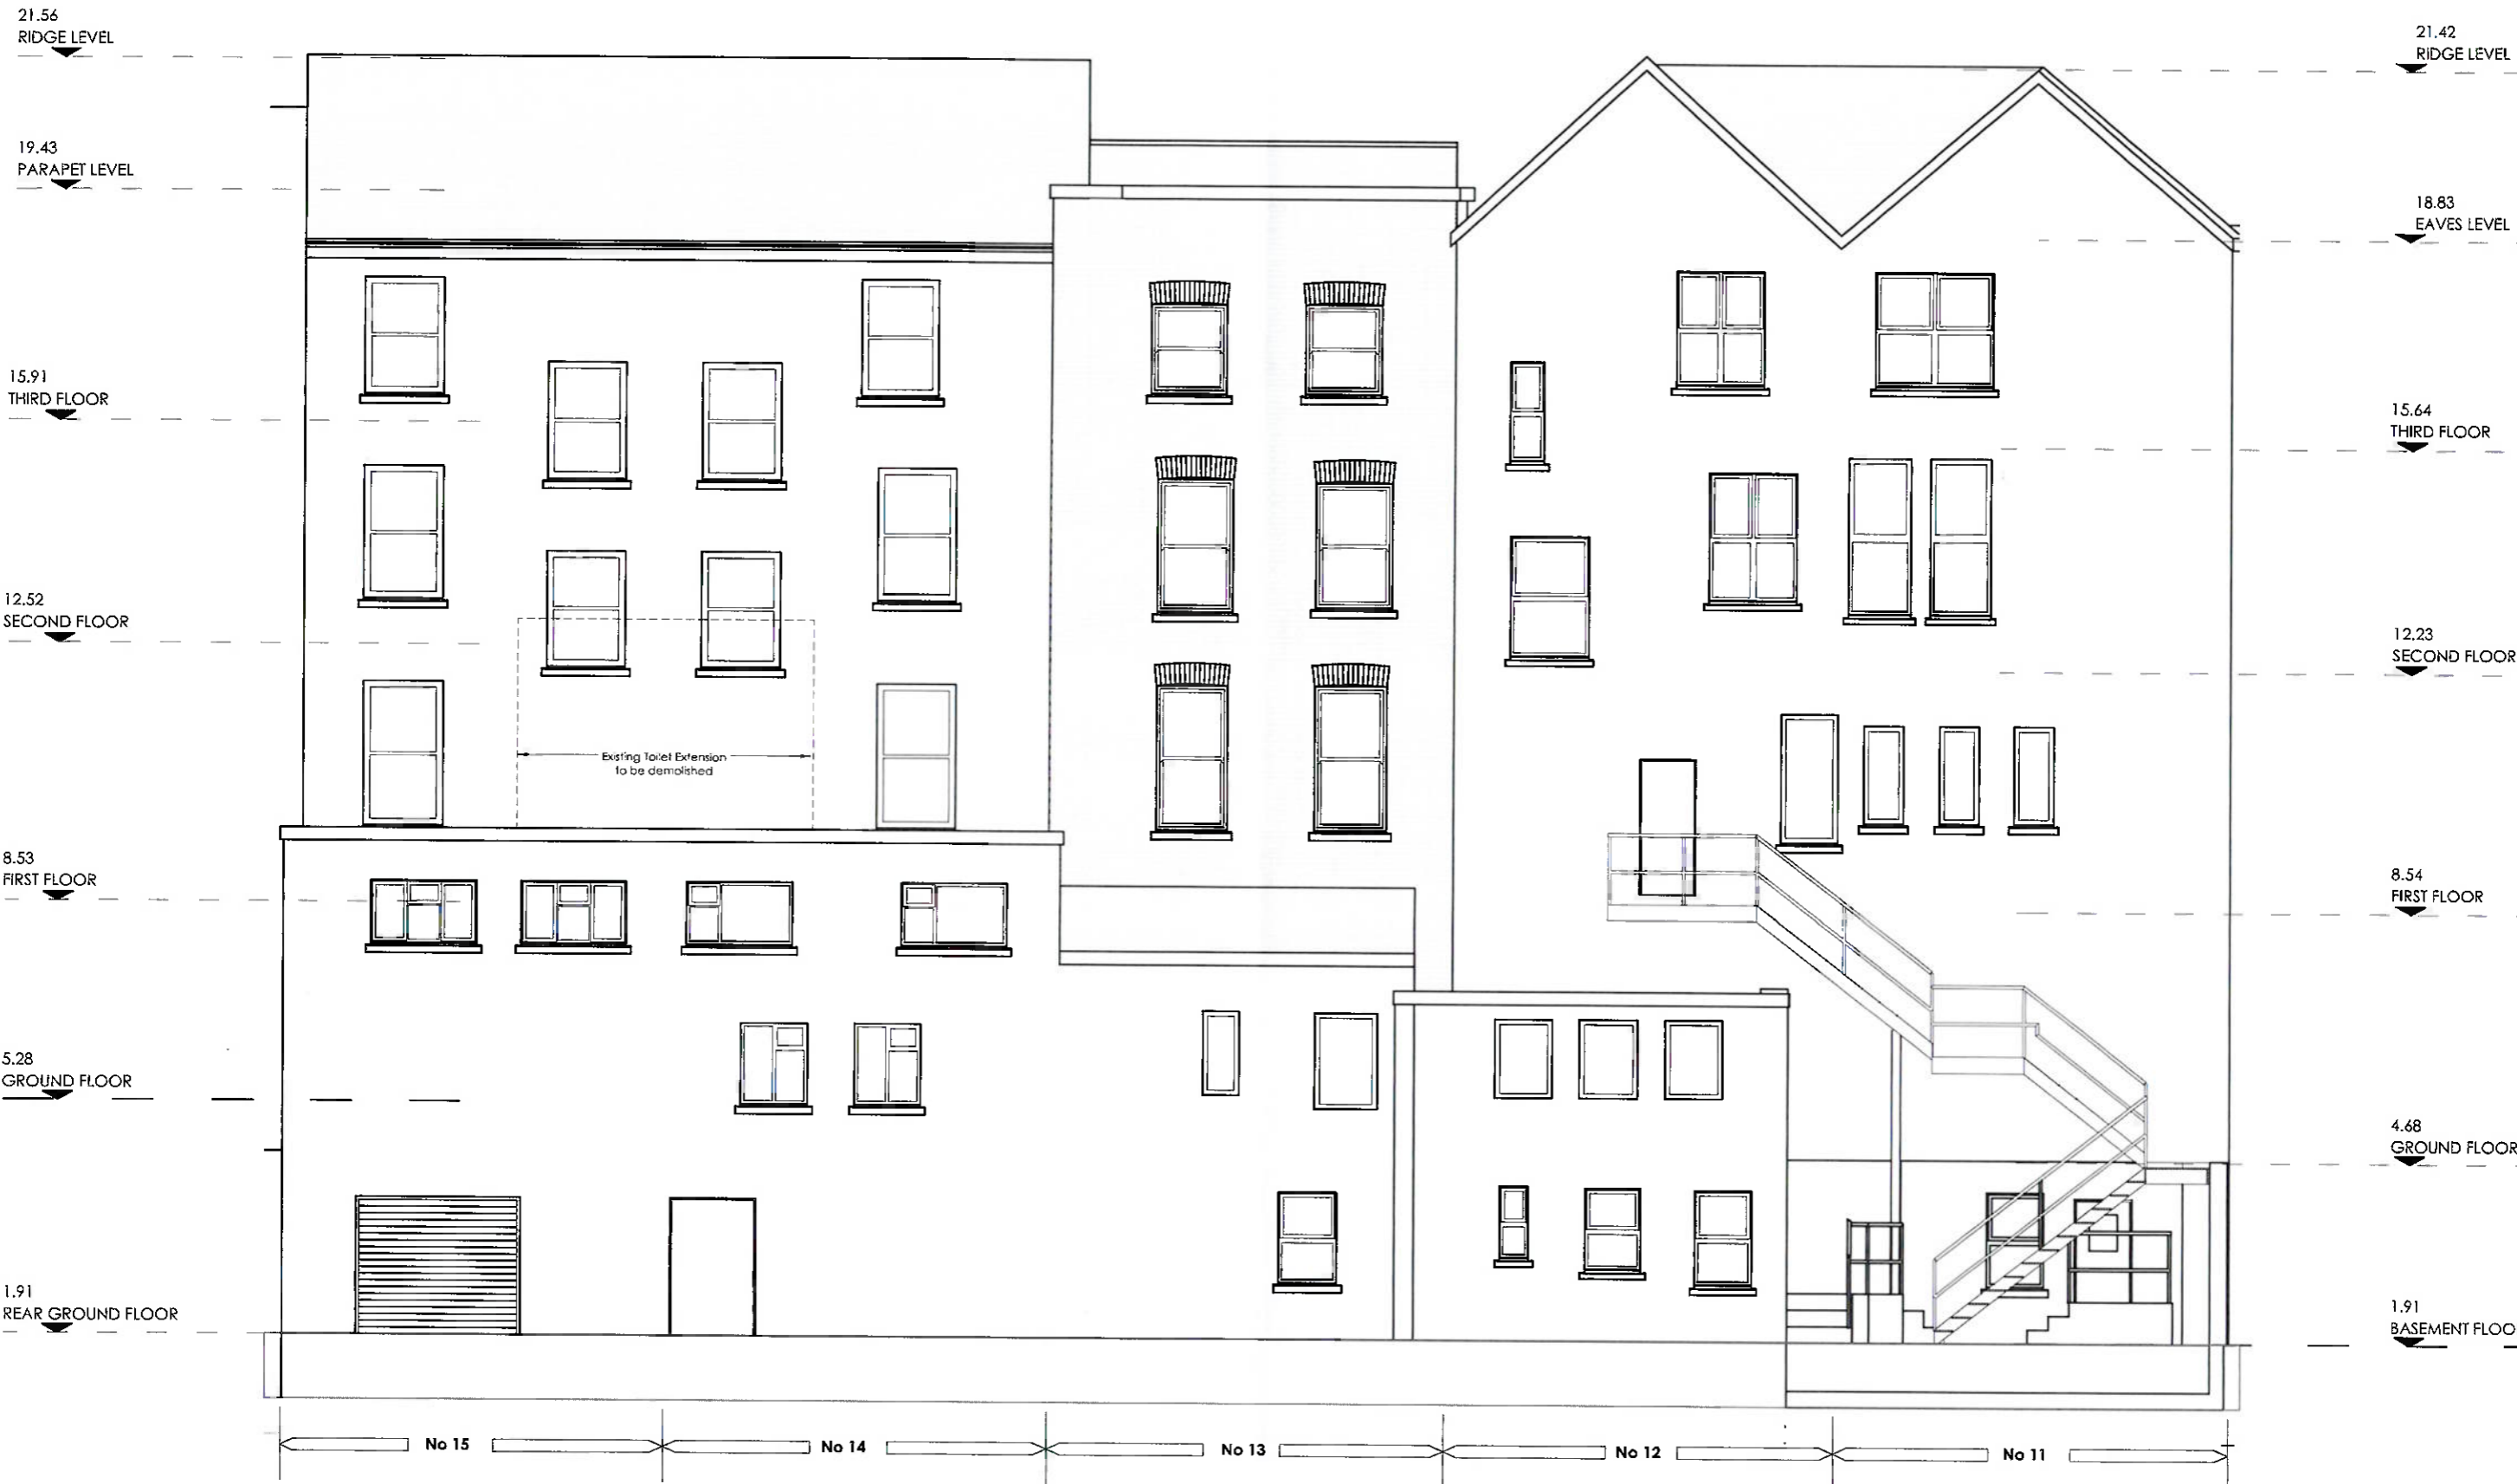 21.56
RIDGE LEVEL
19.43
PARAPET LEVEL
15.91
THIRD FLOOR
12.52
SECOND FLOOR
8.53
FIRST FLOOR
5.28
GROUND FLOOR
1.91
REAR GROUND FLOOR
Existing Toilet Extension
to be demolished
21.42
RIDGE LEVEL
18.83
EAVES LEVEL
15.64
THIRD FLOOR
12.23
SECOND FLOOR
8.54
FIRST FLOOR
4.68
GROUND FLOOR
1.91
BASEMENT FLOO
No 15
No 14
No 13
No 12
No 11